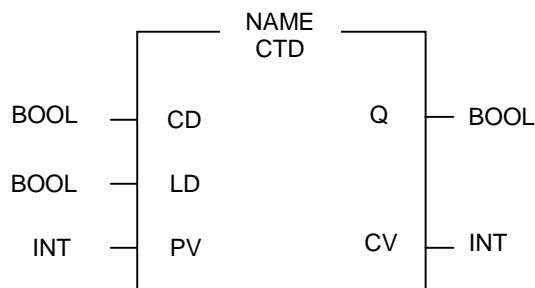 NAME
CTD
BOOL CD Q BOOL
BOOL LD
INT PV CV INT